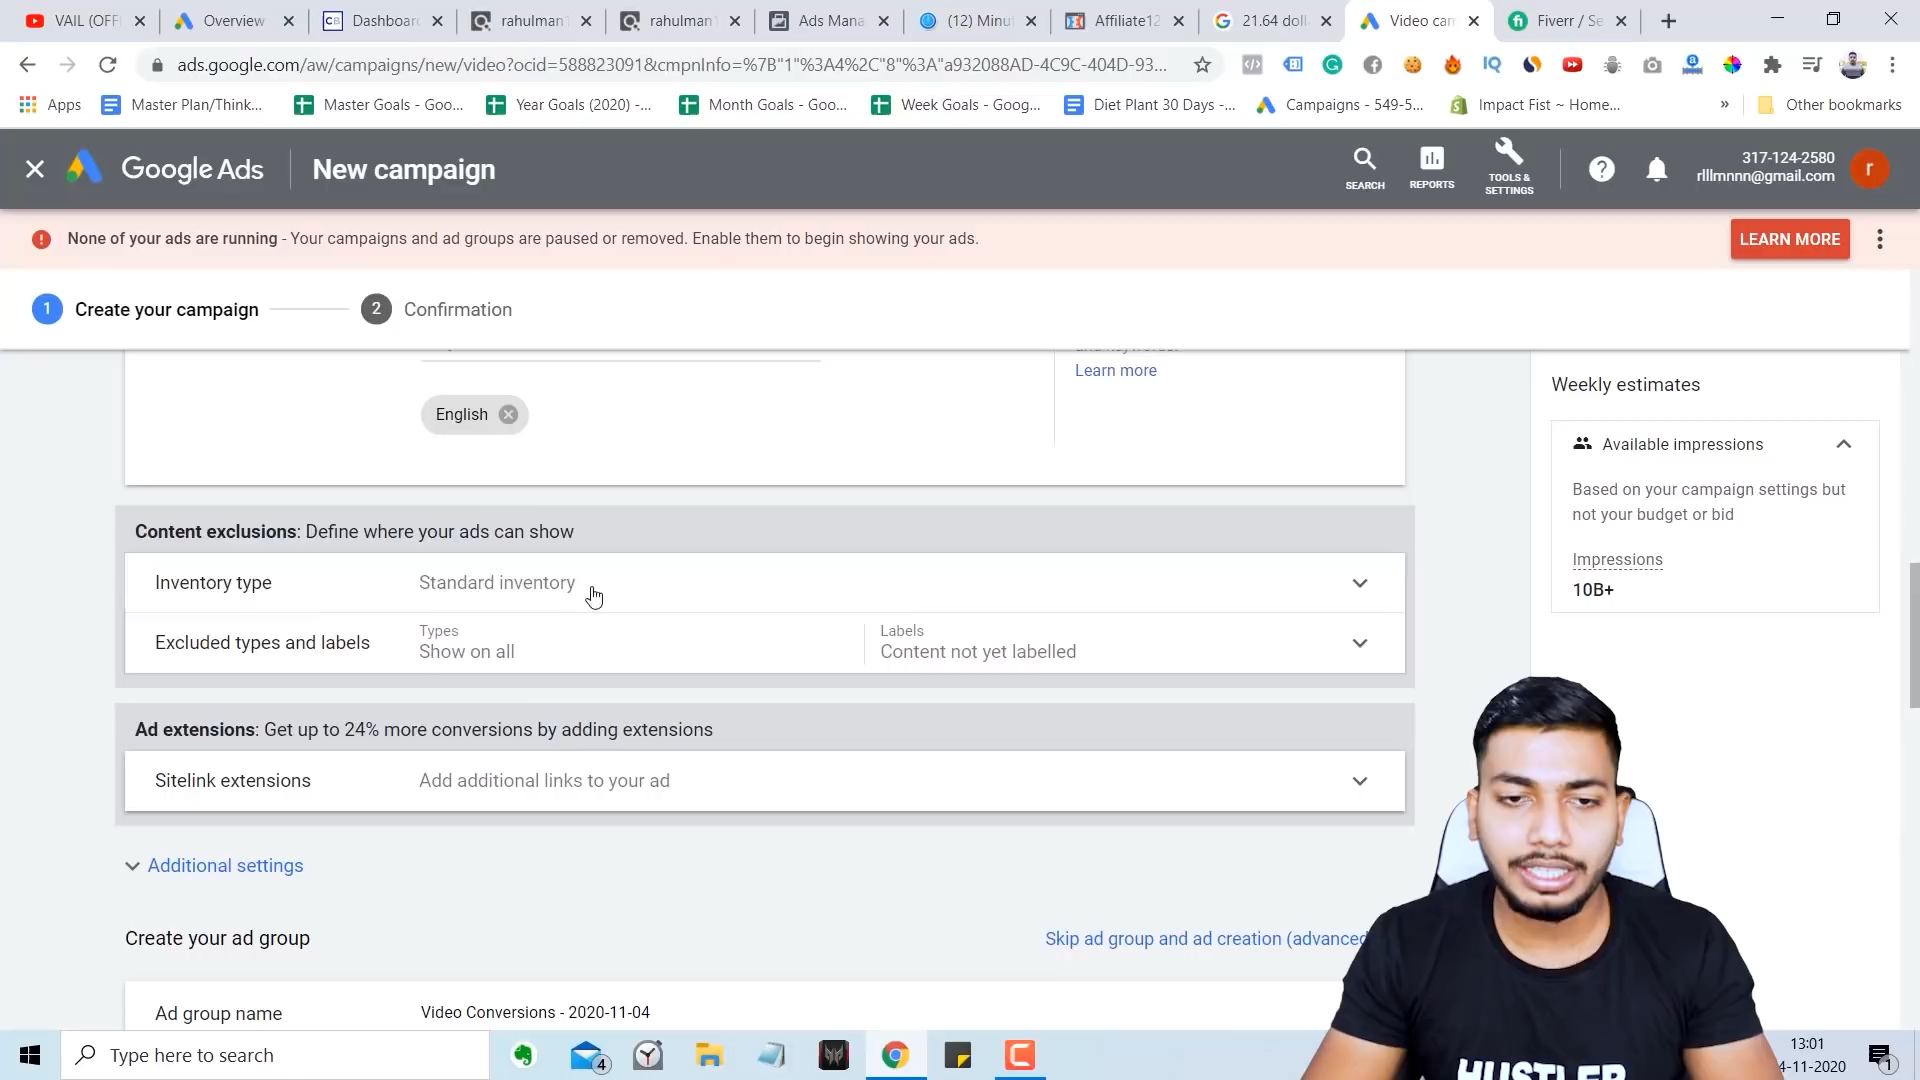 VAIL (OFFI
Overview
Dashboar
rahulman
rahulman
Ads Mana
(12) Minu
Affiliate12
21.64 doll
Video cam
Fiverr / Se
ads.google.com/aw/campaigns/new/video?ocid=588823091&cmpnInfo=%7B"1"%3A4%2C"8"%3A"a932088AD-4C9C-404D-93...
Apps
Master Plan/Think...
Master Goals - Goo...
Year Goals (2020) -...
Month Goals - Goo...
Week Goals - Goog...
Diet Plant 30 Days -...
Campaigns - 549-5...
Impact Fist ~ Home...
»
Other bookmarks
Google Ads
New campaign
SEARCH
REPORTS
TOOLS &
SETTINGS
317-124-2580
rlllmnnn@gmail.com
r
None of your ads are running - Your campaigns and ad groups are paused or removed. Enable them to begin showing your ads.
LEARN MORE
1 Create your campaign
2 Confirmation
Learn more
English
Weekly estimates
Available impressions
Based on your campaign settings but
not your budget or bid
Impressions
10B+
Content exclusions: Define where your ads can show
Inventory type
Standard inventory
Excluded types and labels
Types
Show on all
Labels
Content not yet labelled
Ad extensions: Get up to 24% more conversions by adding extensions
Sitelink extensions
Add additional links to your ad
Additional settings
Create your ad group
Skip ad group and ad creation (advanced
Ad group name
Video Conversions - 2020-11-04
HUSTLER
Type here to search
4
13:01
4-11-2020
1